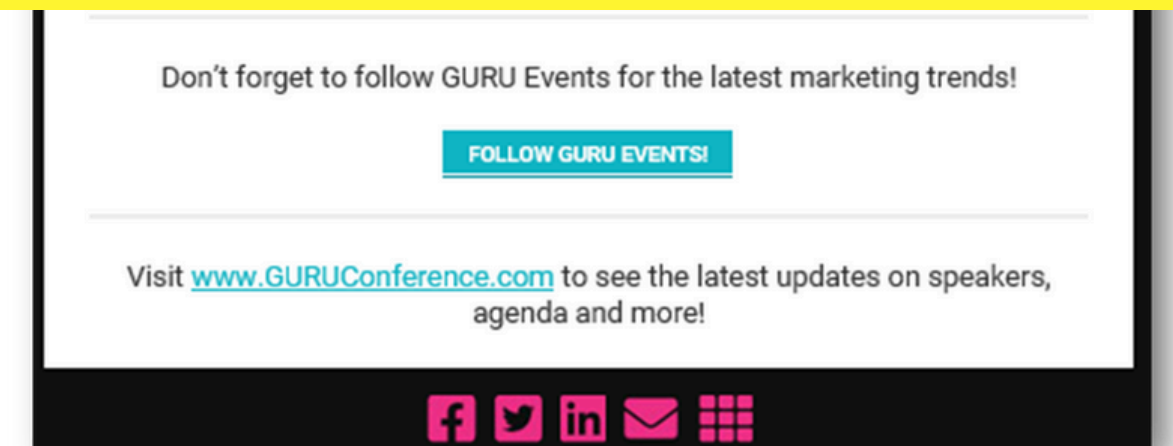 Don't forget to follow GURU Events for the latest marketing trends!
FOLLOW GURU EVENTS!
Visit www.GURUConference.com to see the latest updates on speakers,
agenda and more!